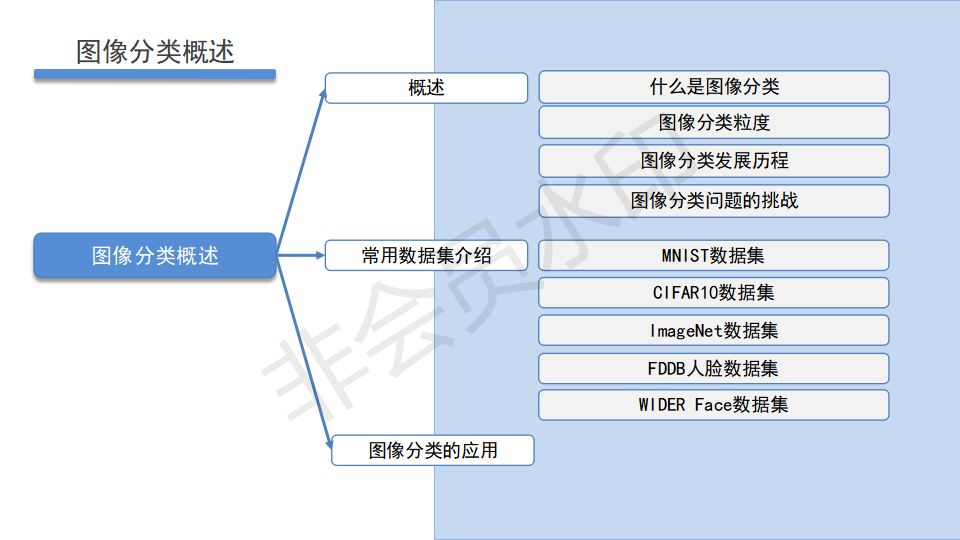 图像分类概述
概述
什么是图像分类
图像分类粒度
图像分类发展历程
图像分类问题的挑战
图像分类概述
常用数据集介绍
MNIST数据集
CIFAR10数据集
ImageNet数据集
FDDB人脸数据集
WIDER Face数据集
图像分类的应用
非会员水印